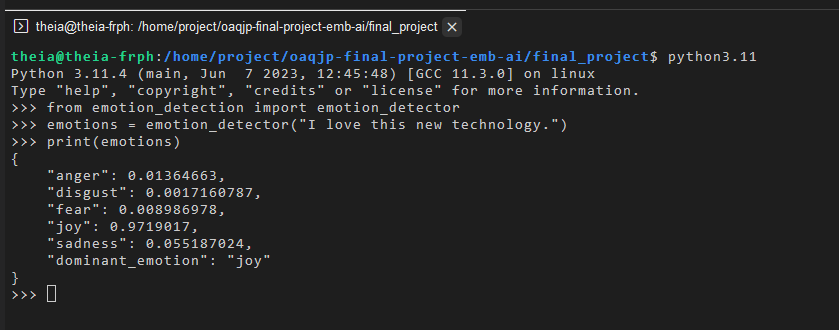 theia@theia-frph: /home/project/oaqjp-final-project-emb-ai/final_project
theia@theia-frph:/home/project/oaqjp-final-project-emb-ai/final_project$ python3.11
Python 3.11.4 (main, Jun  7 2023, 12:45:48) [GCC 11.3.0] on linux
Type "help", "copyright", "credits" or "license" for more information.
>>> from emotion_detection import emotion_detector
>>> emotions = emotion_detector("I love this new technology.")
>>> print(emotions)
{
    "anger": 0.01364663,
    "disgust": 0.0017160787,
    "fear": 0.008986978,
    "joy": 0.9719017,
    "sadness": 0.055187024,
    "dominant_emotion": "joy"
}
>>>